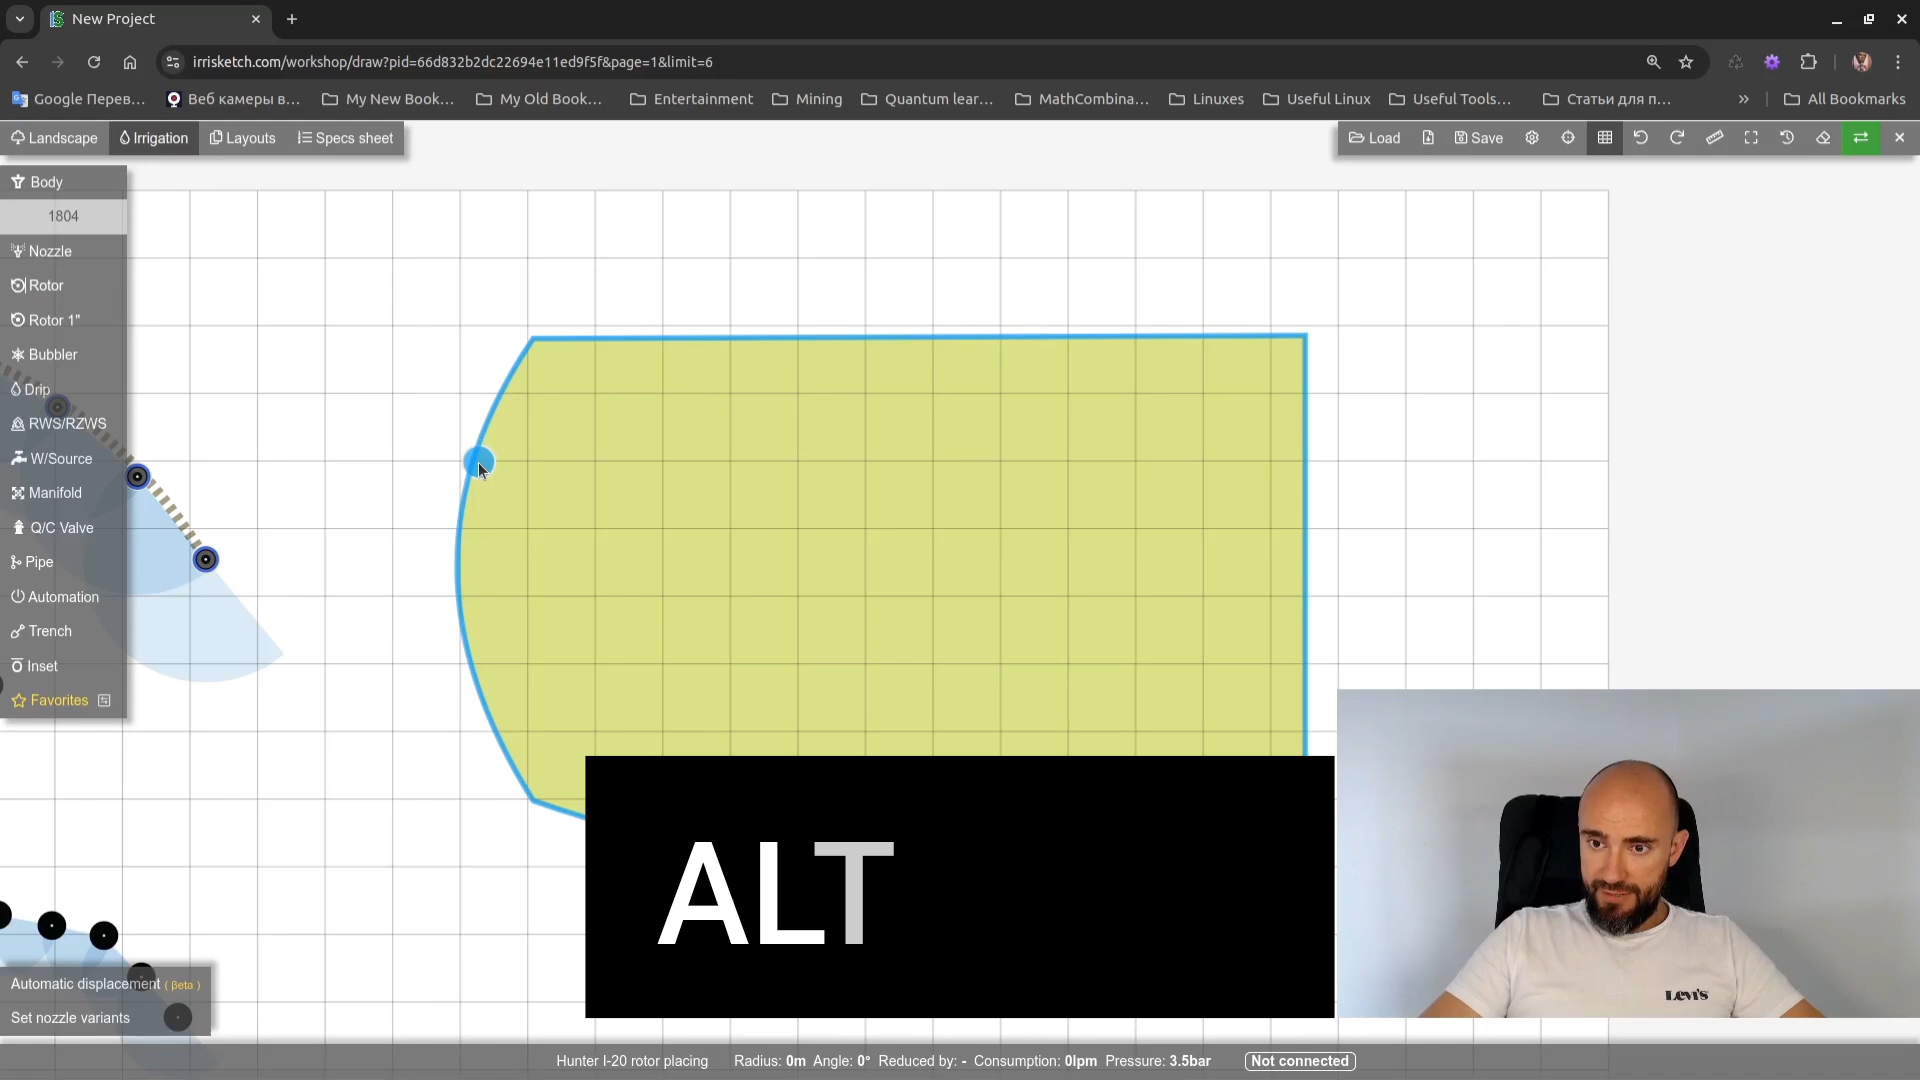 New Project
irrisketch.com/workshop/draw?pid=66d832b2dc22694e11ed9f5f&page=1&limit=6
Google Перев...
Веб камеры в...
My New Book...
My Old Book...
Entertainment
Mining
Quantum lear...
MathCombina...
Linuxes
Useful Linux
Useful Tools...
Статьи для п...
All Bookmarks
Landscape
Irrigation
Layouts
Specs sheet
Load
Save
Body
1804
Nozzle
Rotor
Rotor 1"
Bubbler
Drip
RWS/RZWS
W/Source
Manifold
Q/C Valve
Pipe
Automation
Trench
Inset
Favorites
ALT
Levi's
Automatic displacement (βeta)
Set nozzle variants
Hunter I-20 rotor placing Radius: 0m Angle: 0° Reduced by: - Consumption: 0lpm Pressure: 3.5bar Not connected